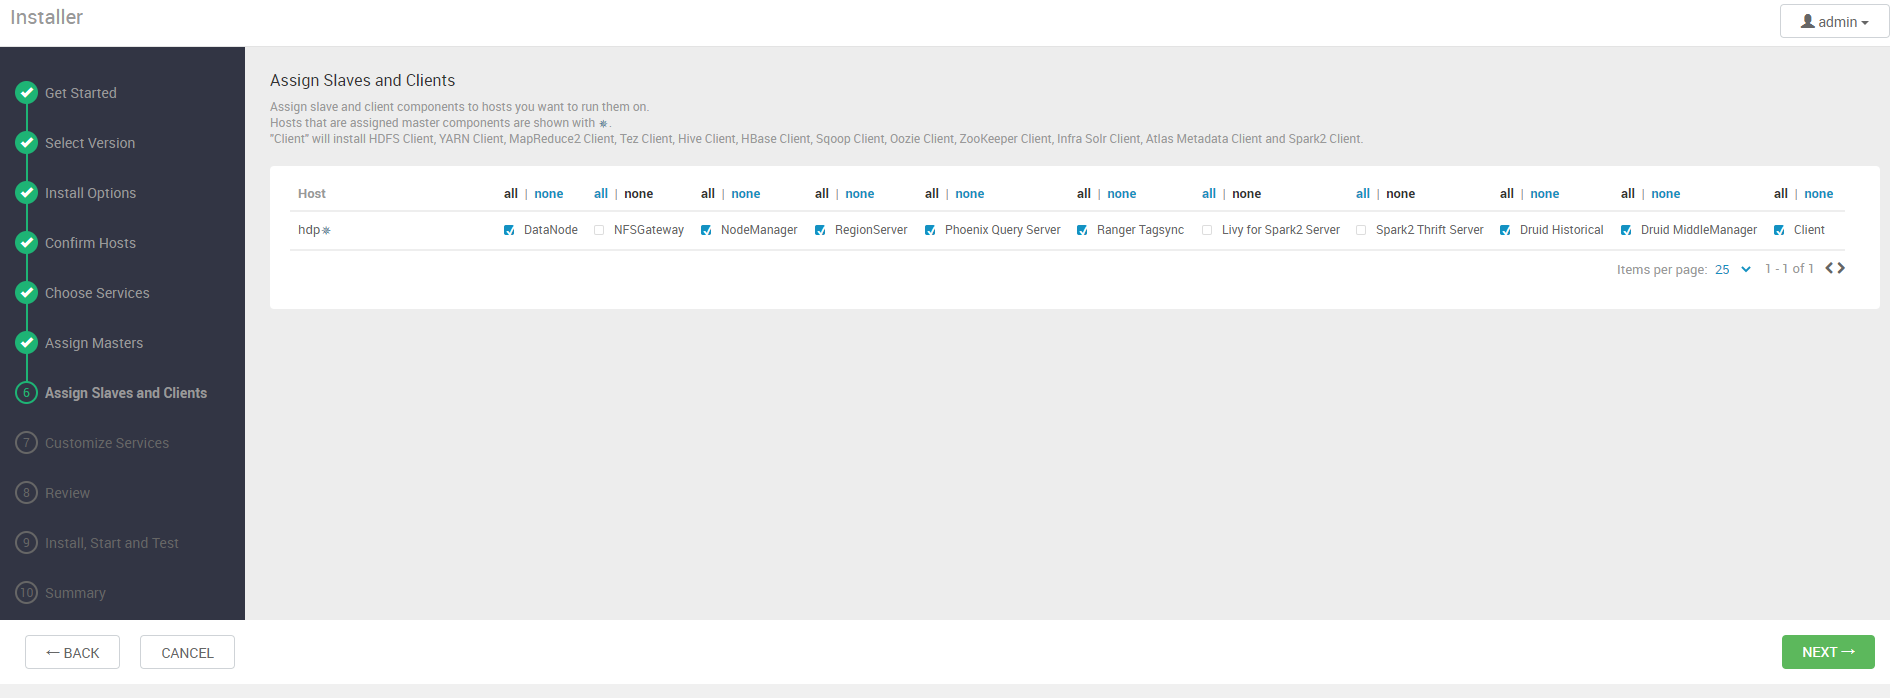 Installer
admin
Get Started
Select Version
Install Options
Confirm Hosts
Choose Services
Assign Masters
6 Assign Slaves and Clients
7 Customize Services
8 Review
9 Install, Start and Test
10 Summary
Assign Slaves and Clients
Assign slave and client components to hosts you want to run them on.
Hosts that are assigned master components are shown with ✵.
"Client" will install HDFS Client, YARN Client, MapReduce2 Client, Tez Client, Hive Client, HBase Client, Sqoop Client, Oozie Client, ZooKeeper Client, Infra Solr Client, Atlas Metadata Client and Spark2 Client.
Host all | none all | none all | none all | none all | none all | none all | none all | none all | none all | none all | none
hdp✵ DataNode NFSGateway NodeManager RegionServer Phoenix Query Server Ranger Tagsync Livy for Spark2 Server Spark2 Thrift Server Druid Historical Druid MiddleManager Client
Items per page: 25 1 - 1 of 1
← BACK CANCEL NEXT →